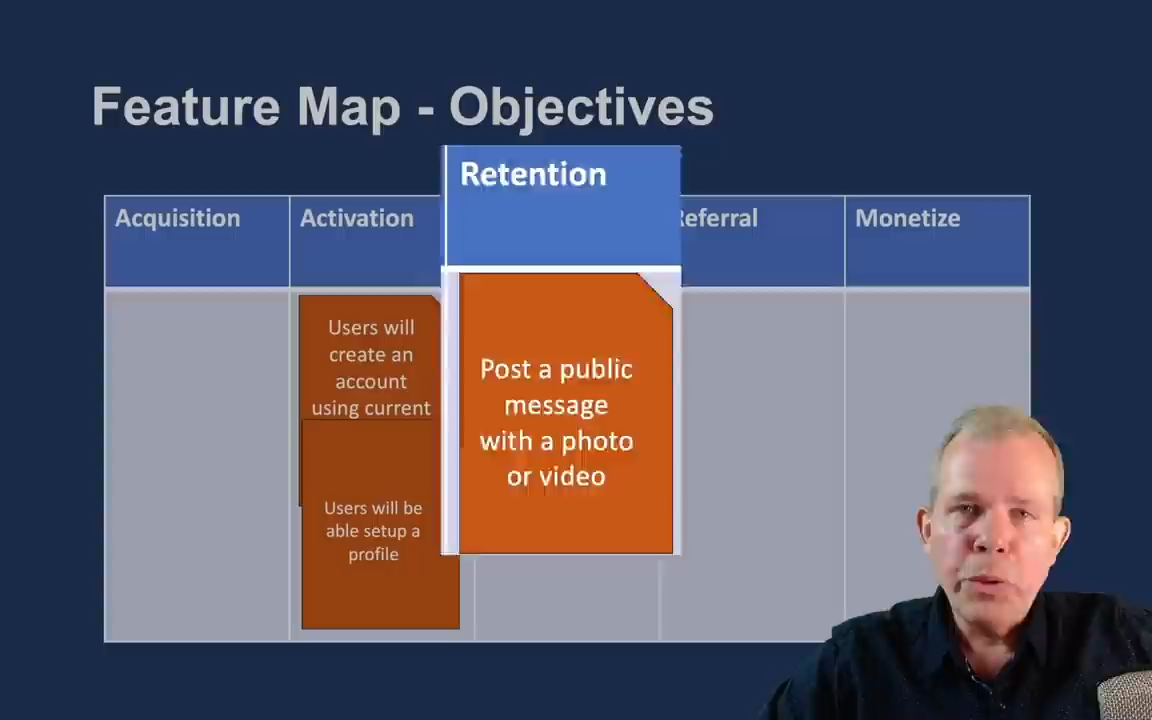 Feature Map - Objectives
Acquisition
Activation
Retention
Referral
Monetize
Users will
create an
account
using current
Users will be
able setup a
profile
Post a public
message
with a photo
or video